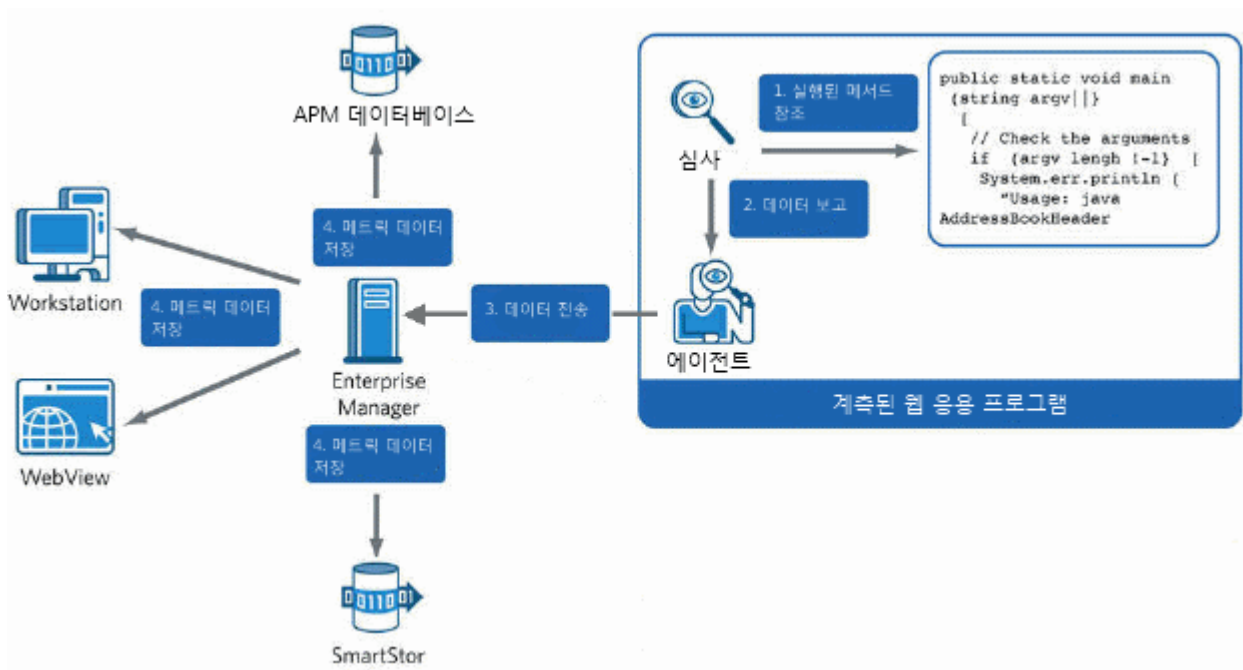 0110
APM 데이터베이스
4. 메트릭 데이터
저장
Workstation
4. 메트릭 데이터
저장
WebView
Enterprise
Manager
4. 메트릭 데이터
저장
0110
SmartStor
3. 데이터 전송
심사
1. 실행된 메서드
참조
2. 데이터 보고
에이전트
public static void main
(string argv||}
{
// Check the arguments
if (argv lengh !-1} {
System.err.println {
"Usage: java
AddressBookHeader
계측된 웹 응용 프로그램